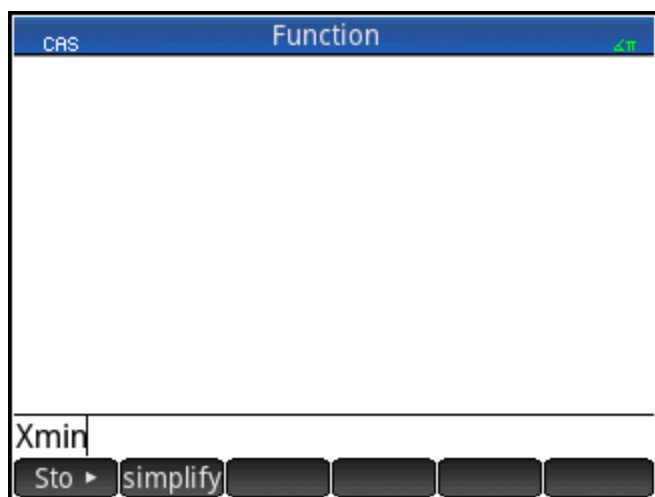 CAS Function ∡π
Xmin
Sto ▸ simplify